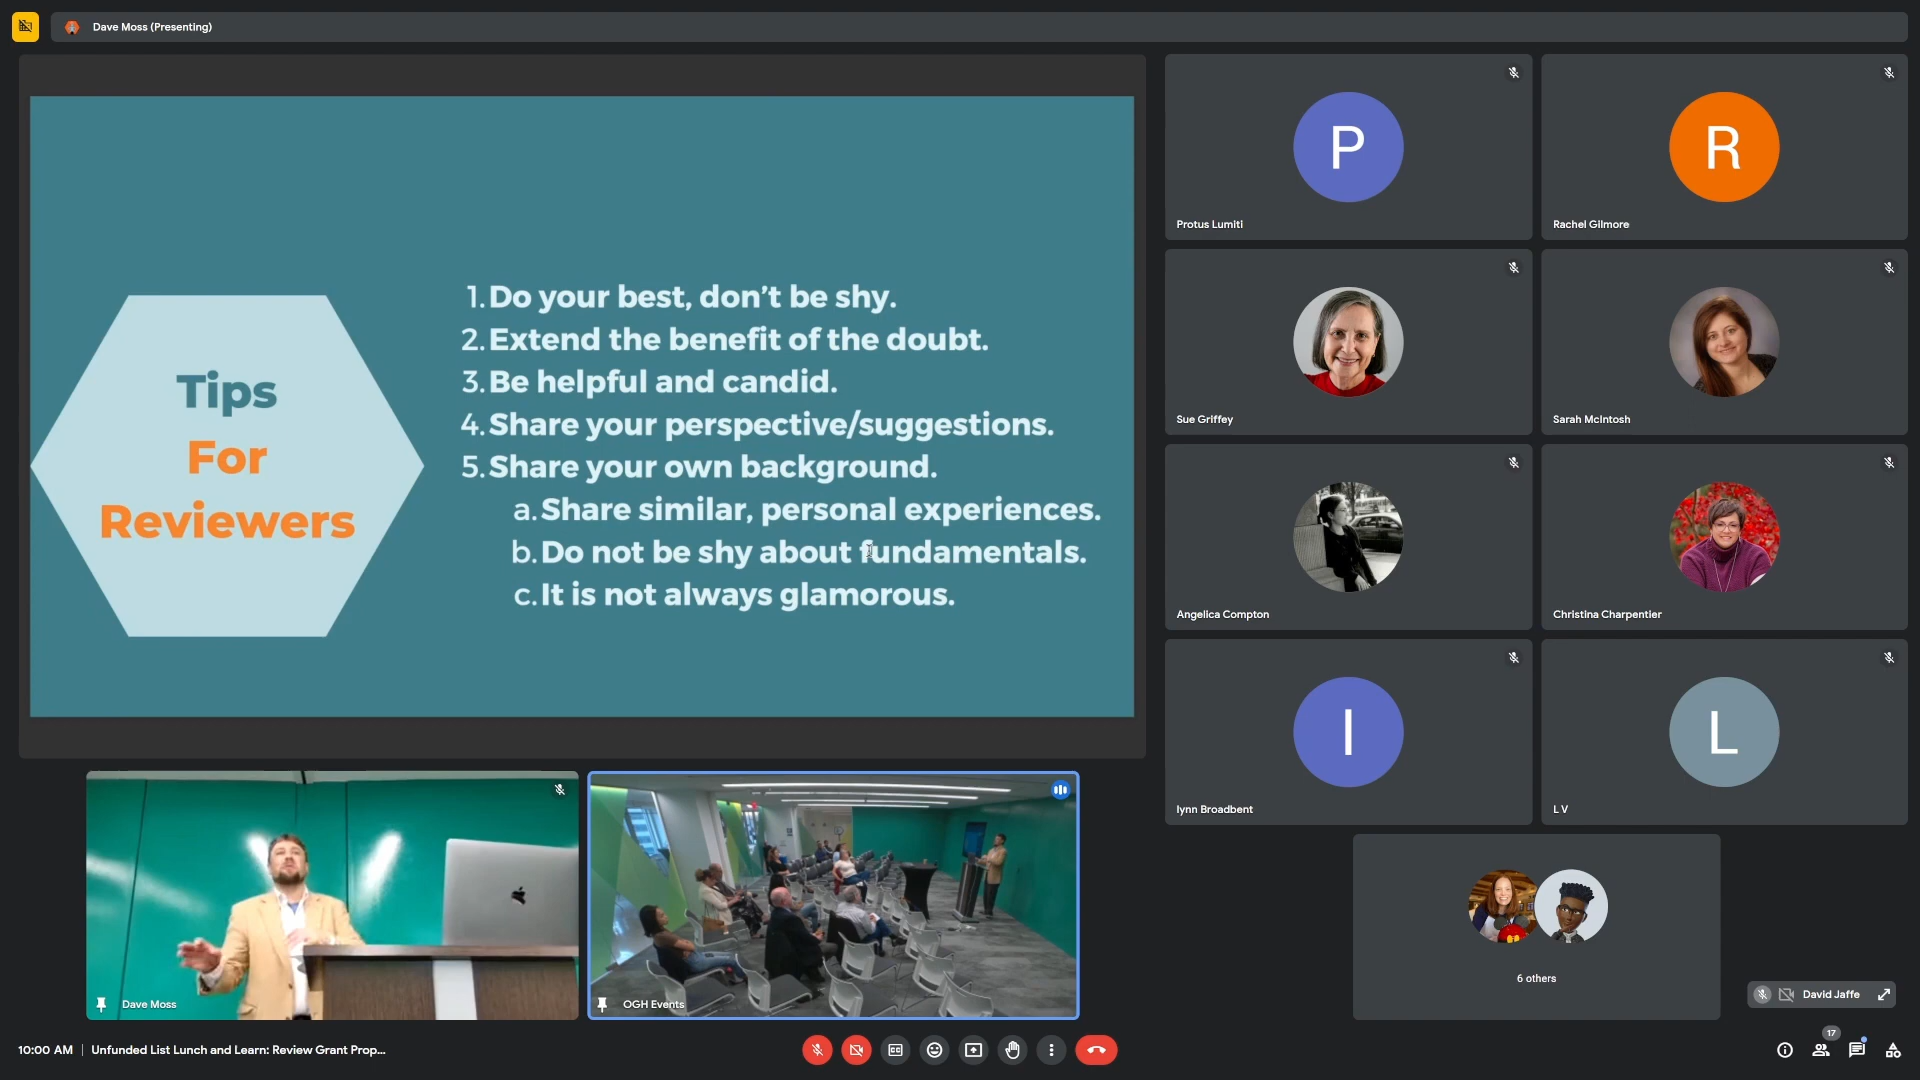 Dave Moss (Presenting)
Tips
For
Reviewers
1. Do your best, don't be shy.
2. Extend the benefit of the doubt.
3. Be helpful and candid.
4. Share your perspective/suggestions.
5. Share your own background.
a. Share similar, personal experiences.
b. Do not be shy about fundamentals.
c. It is not always glamorous.
P
Protus Lumiti
R
Rachel Gilmore
Sue Griffey
Sarah McIntosh
Angelica Compton
Christina Charpentier
l
lynn Broadbent
L
L V
Dave Moss
OGH Events
6 others
David Jaffe
10:00 AM | Unfunded List Lunch and Learn: Review Grant Prop...
17